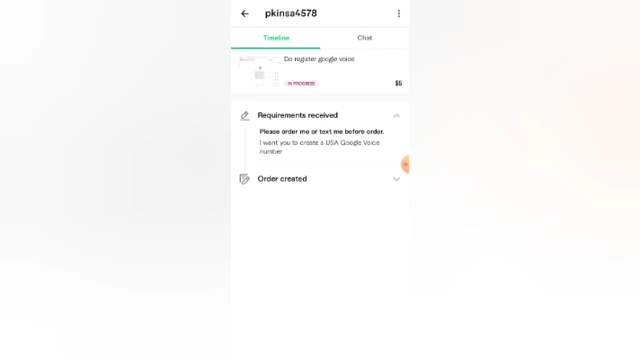 pkinsa4578
Timeline
Chat
Do register google voice
IN PROGRESS
$5
Requirements received
Please order me or text me before order.
I want you to create a USA Google Voice
number
Order created